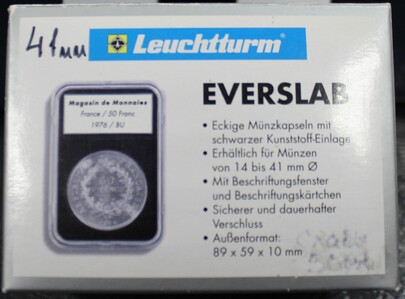 41mm
Leuchtturm
EVERSLAB
Magasin de Monnaies
France / 50 Franc
1976 / BU
• Eckige Münzkapseln mit
schwarzer Kunststoff-Einlage
• Erhältlich für Münzen
von 14 bis 41 mm Ø
• Mit Beschriftungsfenster
und Beschriftungskärtchen
• Sicherer und dauerhafter
Verschluss
• Außenformat:
89 x 59 x 10 mm